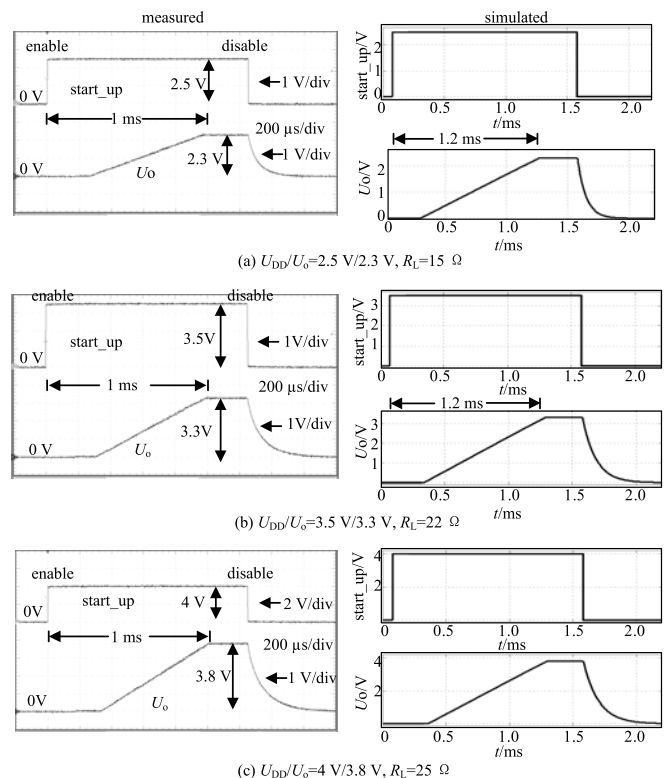 measured
simulated
enable
disable
0 V
start_up
2.5 V
1 V/div
1 ms
200 μs/div
0 V
Uo
2.3 V
1 V/div
start_up/V
2
1
0
0 0.5 1.0 1.5 2.0
t/ms
1.2 ms
Uo/V
2
1
0
0 0.5 1.0 1.5 2.0
t/ms
(a) UDD/Uo=2.5 V/2.3 V, RL=15 Ω
enable
disable
0 V
start_up
3.5V
1V/div
1 ms
200 μs/div
0 V
Uo
3.3V
1V/div
start_up/V
3
2
1
0 0.5 1.0 1.5 2.0
t/ms
1.2 ms
Uo/V
3
2
1
0 0.5 1.0 1.5 2.0
t/ms
(b) UDD/Uo=3.5 V/3.3 V, RL=22 Ω
enable
disable
0V
start_up
4 V
2 V/div
1 ms
200 μs/div
0V
Uo
3.8 V
1 V/div
start_up/V
4
2
0 0.5 1.0 1.5 2.0
t/ms
Uo/V
4
2
0 0.5 1.0 1.5 2.0
t/ms
(c) UDD/Uo=4 V/3.8 V, RL=25 Ω